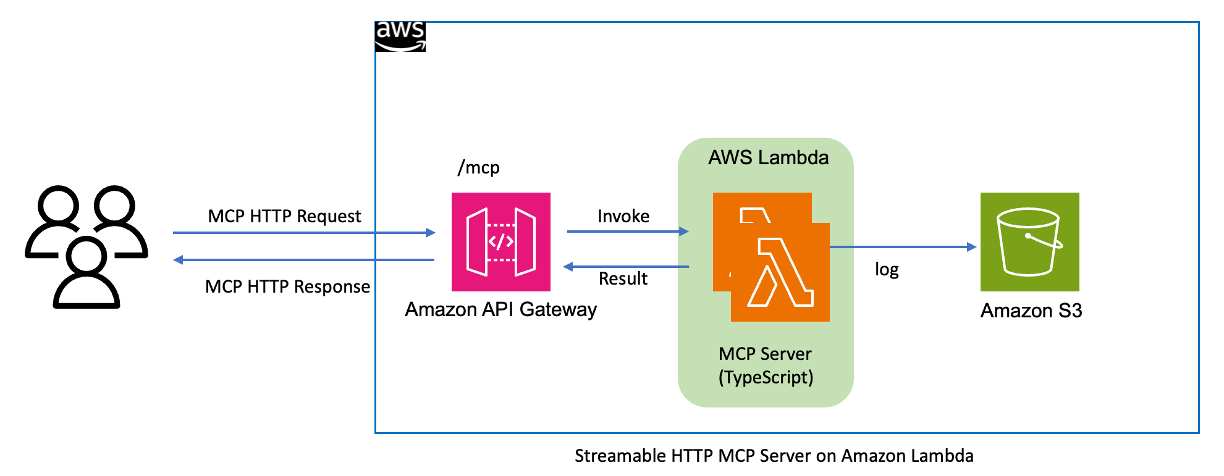 aws
/mcp
AWS Lambda
MCP HTTP Request
Invoke
</>
MCP HTTP Response
Result
log
Amazon API Gateway
Amazon S3
MCP Server
(TypeScript)
Streamable HTTP MCP Server on Amazon Lambda